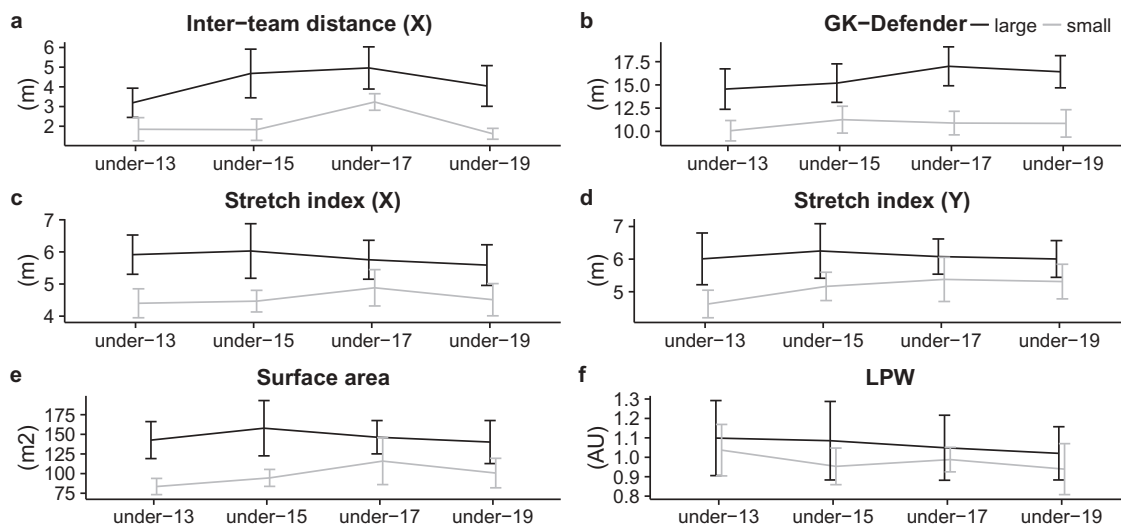 a Inter-team distance (X)
(m)
6
5
4
3
2
under-13 under-15 under-17 under-19
b GK-Defender large small
(m)
17.5
15.0
12.5
10.0
under-13 under-15 under-17 under-19
c Stretch index (X)
(m)
7
6
5
4
under-13 under-15 under-17 under-19
d Stretch index (Y)
(m)
7
6
5
under-13 under-15 under-17 under-19
e Surface area
(m2)
175
150
125
100
75
under-13 under-15 under-17 under-19
f LPW
(AU)
1.3
1.2
1.1
1.0
0.9
0.8
under-13 under-15 under-17 under-19